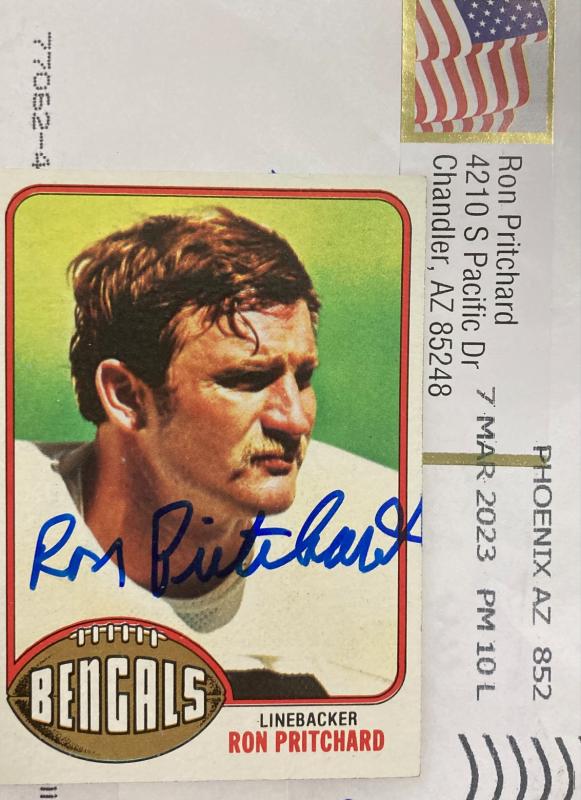 77062-4
Ron Pritchard
4210 S Pacific Dr
Chandler, AZ 85248
PHOENIX AZ 852
7 MAR 2023 PM 10 L
Ron Pritchard
BENGALS
LINEBACKER
RON PRITCHARD